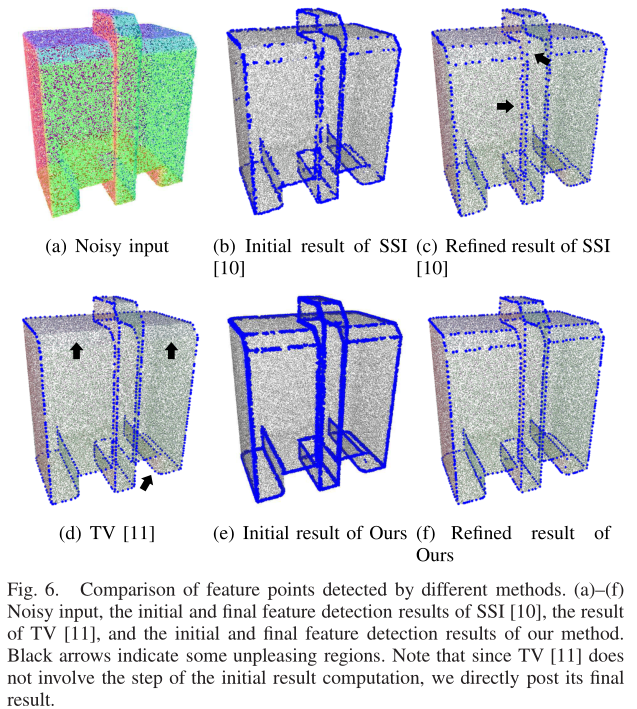 (a) Noisy input
(b) Initial result of SSI
[10]
(c) Refined result of SSI
[10]
(d) TV [11]
(e) Initial result of Ours
(f) Refined result of
Ours
Fig. 6. Comparison of feature points detected by different methods. (a)–(f)
Noisy input, the initial and final feature detection results of SSI [10], the result
of TV [11], and the initial and final feature detection results of our method.
Black arrows indicate some unpleasing regions. Note that since TV [11] does
not involve the step of the initial result computation, we directly post its final
result.